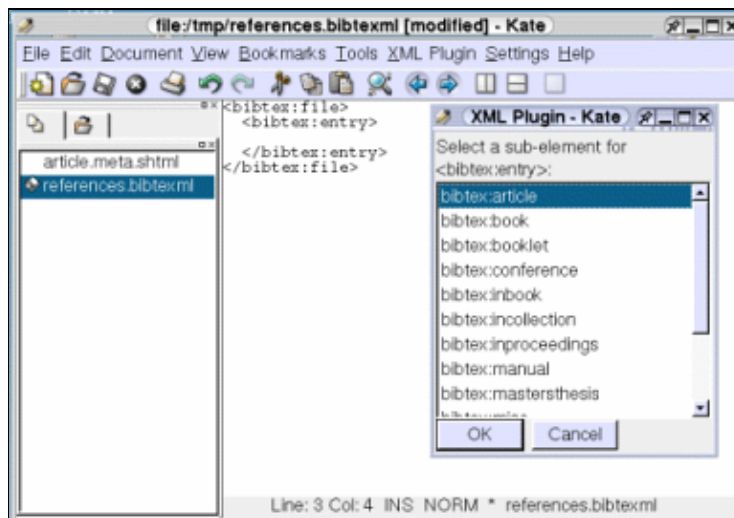 file:/tmp/references.bibtexml [modified] - Kate
File Edit Document View Bookmarks Tools XML Plugin Settings Help
article.meta.shtml
references.bibtexml
<bibtex:file>
<bibtex:entry>
</bibtex:entry>
</bibtex:file>
XML Plugin - Kate
Select a sub-element for
<bibtex:entry>:
bibtex:article
bibtex:book
bibtex:booklet
bibtex:conference
bibtex:inbook
bibtex:incollection
bibtex:inproceedings
bibtex:manual
bibtex:mastersthesis
bibtex:misc
OK Cancel
Line: 3 Col: 4 INS NORM * references.bibtexml